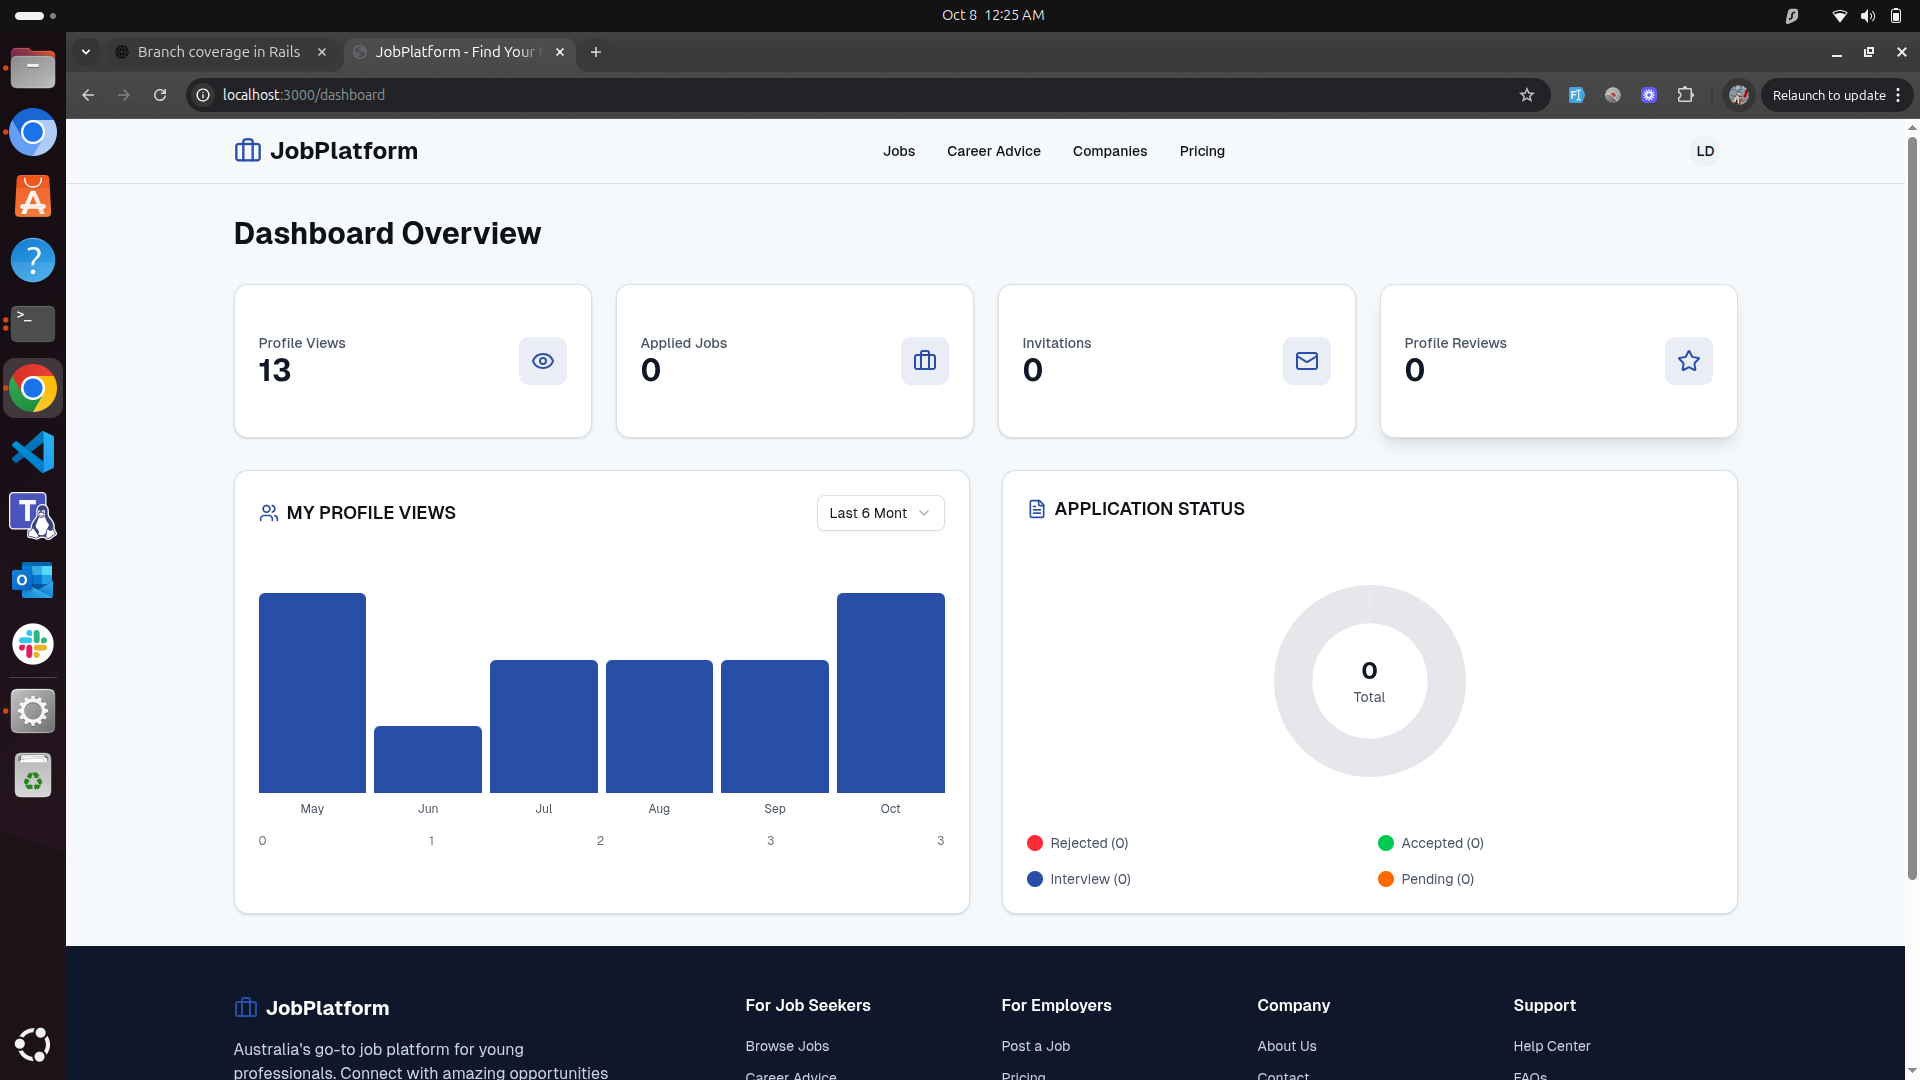 Oct 8 12:25 AM
Branch coverage in Rails
JobPlatform - Find Your
localhost:3000/dashboard
Relaunch to update
JobPlatform
Jobs
Career Advice
Companies
Pricing
LD
Dashboard Overview
Profile Views
13
Applied Jobs
0
Invitations
0
Profile Reviews
0
MY PROFILE VIEWS
Last 6 Mont
May Jun Jul Aug Sep Oct
0 1 2 3 3
APPLICATION STATUS
0
Total
Rejected (0)
Accepted (0)
Interview (0)
Pending (0)
JobPlatform
Australia's go-to job platform for young
professionals. Connect with amazing opportunities
For Job Seekers
Browse Jobs
Career Advice
For Employers
Post a Job
Pricing
Company
About Us
Contact
Support
Help Center
FAQs